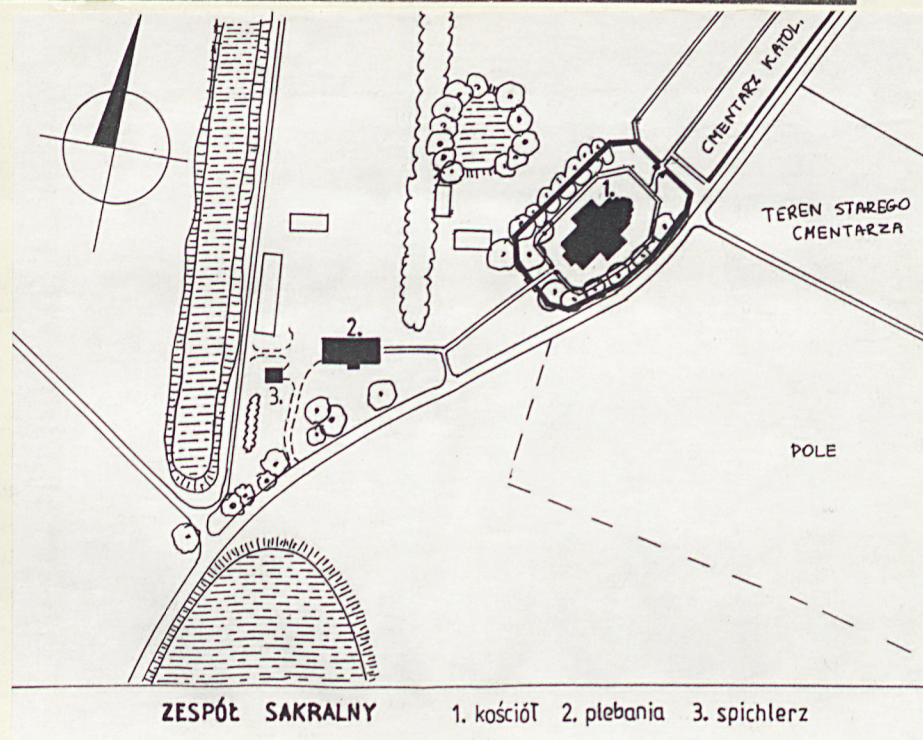 CMENTARZ KATOL.
1.
TEREN STAREGO
CMENTARZA
2.
3.
POLE
ZESPÓŁ SAKRALNY 1. kościół 2. plebania 3. spichlerz